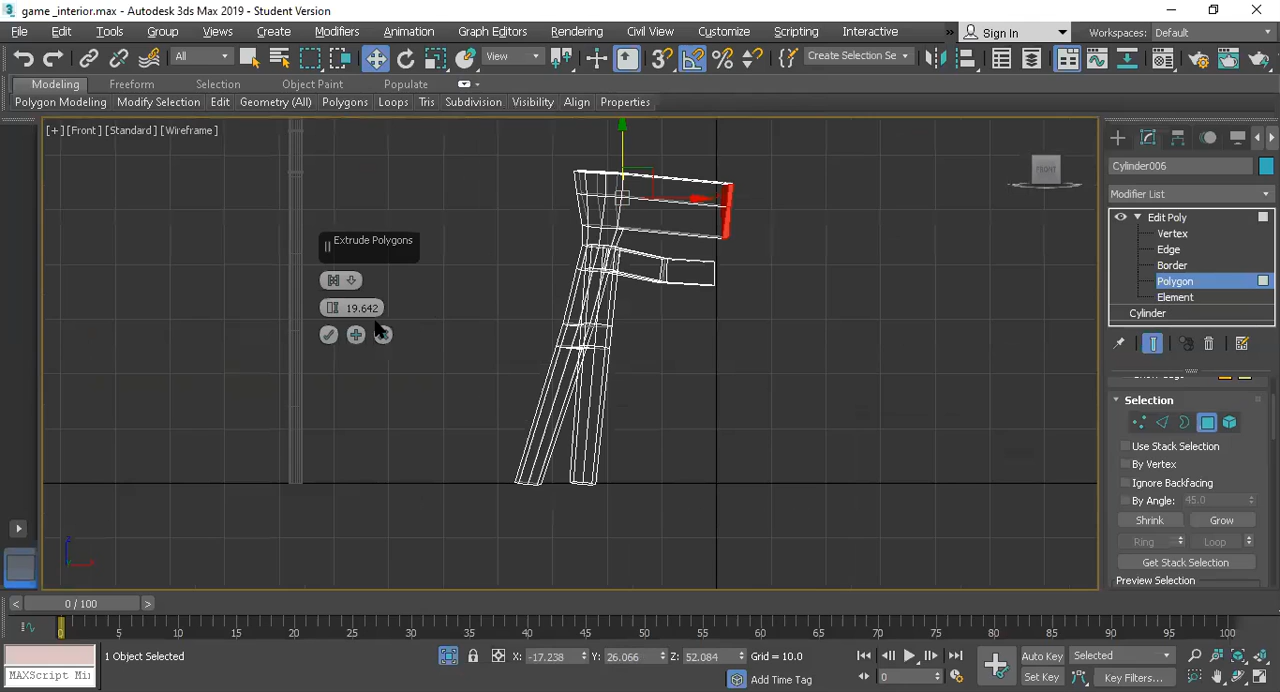 game _interior.max - Autodesk 3ds Max 2019 - Student Version
File Edit Tools Group Views Create Modifiers Animation Graph Editors Rendering Civil View Customize Scripting Interactive » Sign In Workspaces: Default
All View Create Selection Se
Modeling Freeform Selection Object Paint Populate
Polygon Modeling Modify Selection Edit Geometry (All) Polygons Loops Tris Subdivision Visibility Align Properties
[+] [Front ] [Standard ] [Wireframe ]
FRONT
Extrude Polygons
19.642
z
Cylinder006
Modifier List
Edit Poly
Vertex
Edge
Border
Polygon
Element
Cylinder
Selection
Use Stack Selection
By Vertex
Ignore Backfacing
By Angle: 45.0
Shrink Grow
Ring Loop
Get Stack Selection
Preview Selection
< 0 / 100 >
0 5 10 15 20 25 30 35 40 45 50 55 60 65 70 75 80 85 90 95 100
1 Object Selected X: -17.238 Y: 26.066 Z: 52.084 Grid = 10.0 Auto Key Selected
MAXScript Mi Add Time Tag 0 Set Key Key Filters...